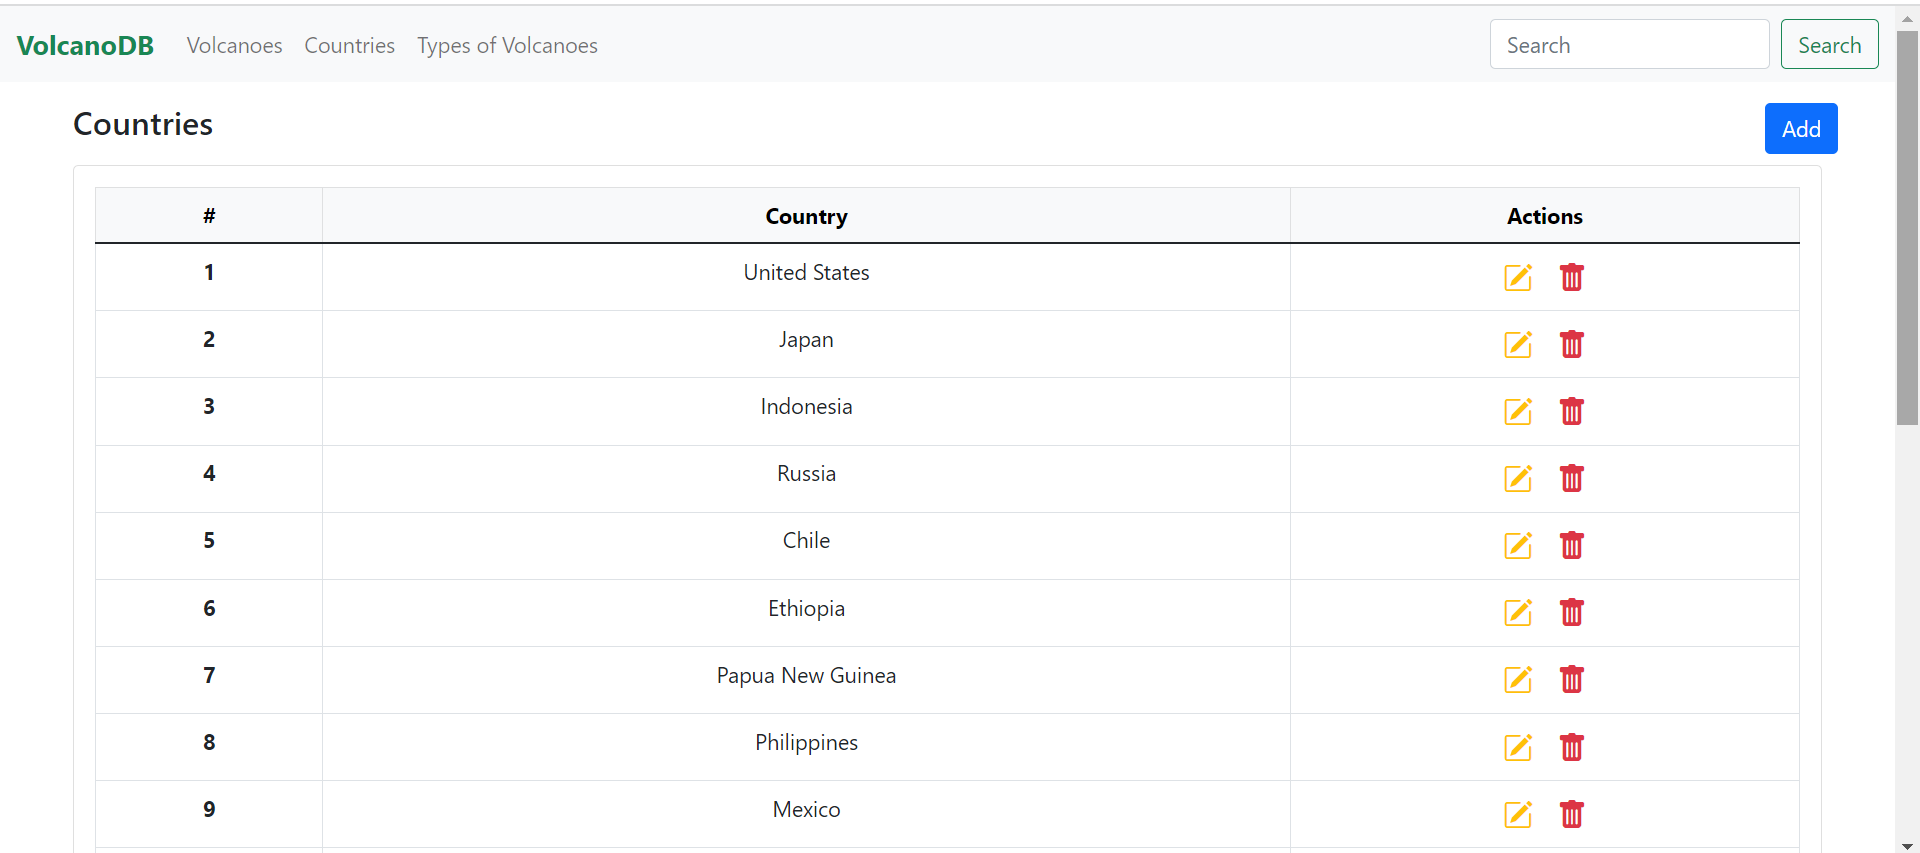 VolcanoDB Volcanoes Countries Types of Volcanoes Search Search
Countries Add
# Country Actions
1 United States
2 Japan
3 Indonesia
4 Russia
5 Chile
6 Ethiopia
7 Papua New Guinea
8 Philippines
9 Mexico